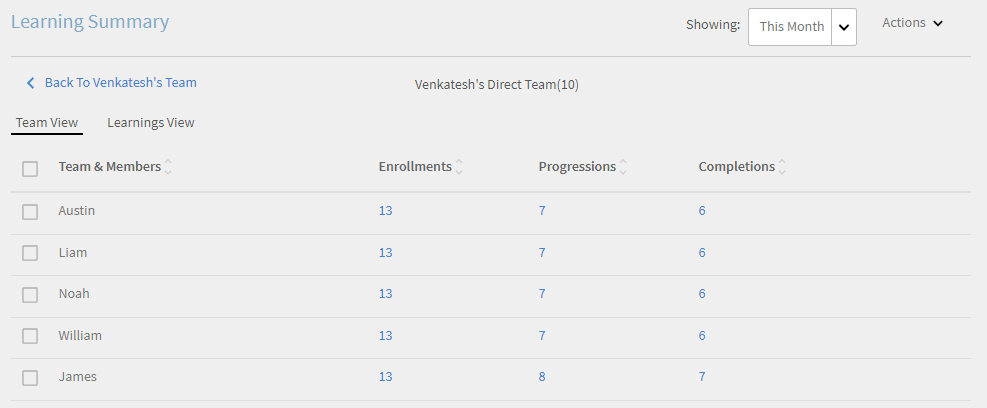 Learning Summary
Showing: This Month Actions
Back To Venkatesh's Team Venkatesh's Direct Team(10)
Team View Learnings View
Team & Members Enrollments Progressions Completions
Austin 13 7 6
Liam 13 7 6
Noah 13 7 6
William 13 7 6
James 13 8 7